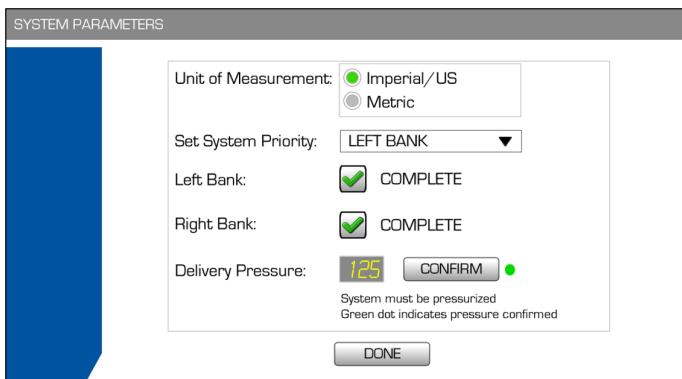 SYSTEM PARAMETERS
Unit of Measurement: Imperial/US
Metric
Set System Priority: LEFT BANK
Left Bank: COMPLETE
Right Bank: COMPLETE
Delivery Pressure: 125 CONFIRM
System must be pressurized
Green dot indicates pressure confirmed
DONE